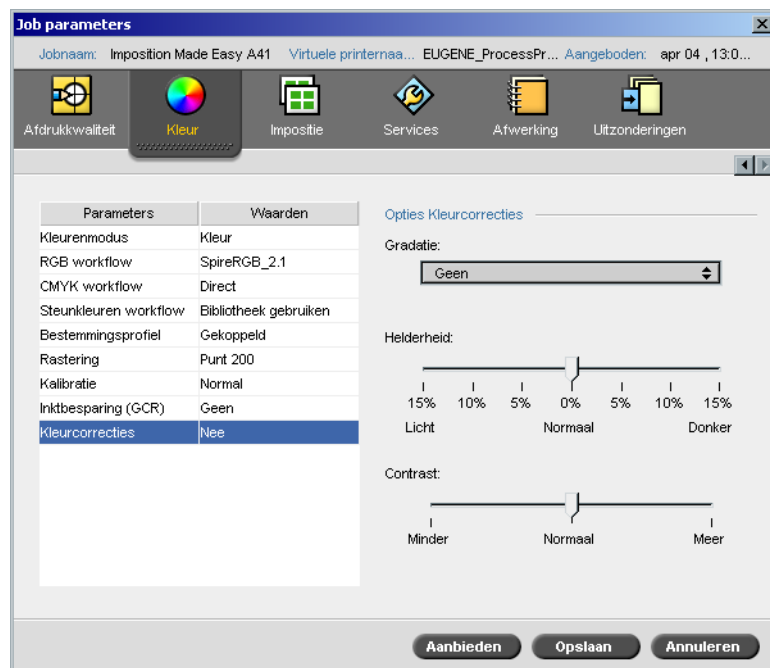 Job parameters
Jobnaam: Imposition Made Easy A41 Virtuele printernaa... EUGENE_ProcessPr... Aangeboden: apr 04 , 13:0...
Afdrukkwaliteit Kleur Impositie Services Afwerking Uitzonderingen
Parameters Waarden
Kleurenmodus Kleur
RGB workflow SpireRGB_2.1
CMYK workflow Direct
Steunkleuren workflow Bibliotheek gebruiken
Bestemmingsprofiel Gekoppeld
Rastering Punt 200
Kalibratie Normal
Inktbesparing (GCR) Geen
Kleurcorrecties Nee
Opties Kleurcorrecties
Gradatie:
Geen
Helderheid:
15% 10% 5% 0% 5% 10% 15%
Licht Normaal Donker
Contrast:
Minder Normaal Meer
Aanbieden Opslaan Annuleren